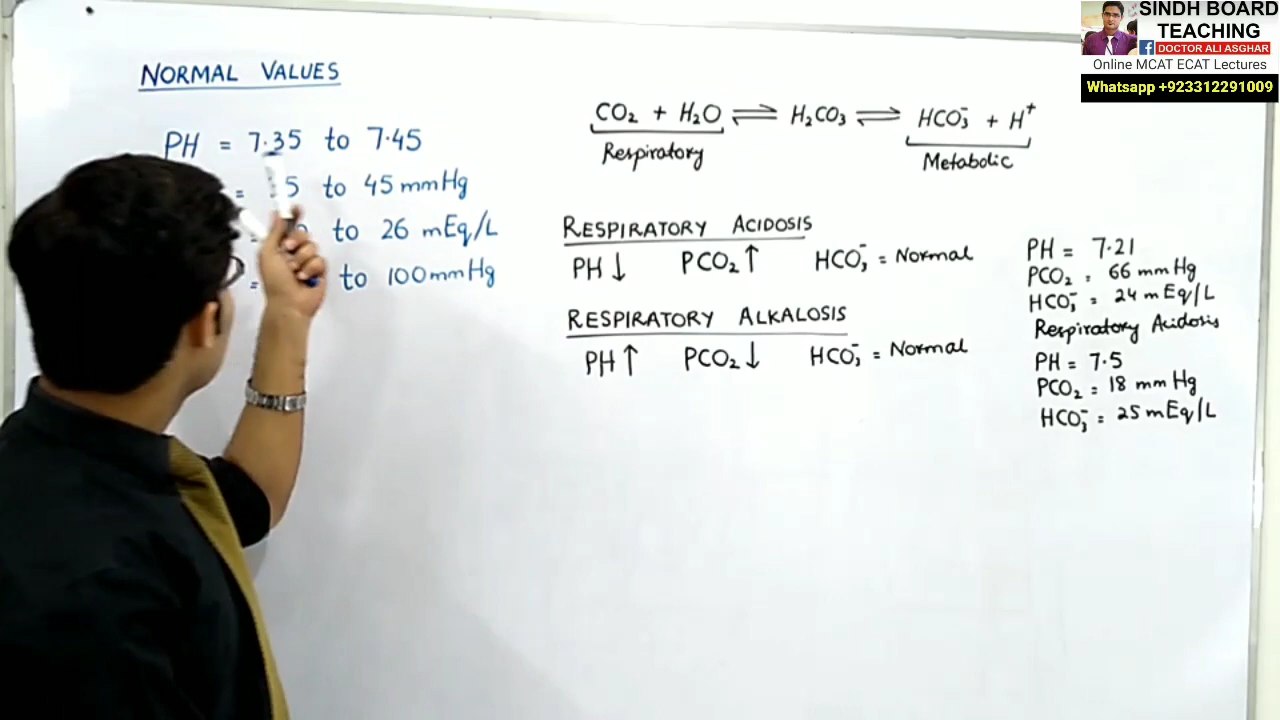 SINDH BOARD
TEACHING
DOCTOR ALI ASGHAR
Online MCAT ECAT Lectures
Whatsapp +923312291009
NORMAL VALUES
PH = 7.35 to 7.45
= 5 to 45 mmHg
= to 26 mEq/L
= to 100 mmHg
CO₂ + H₂O ⇌ H₂CO₃ ⇌ HCO₃⁻ + H⁺
Respiratory Metabolic
RESPIRATORY ACIDOSIS
PH ↓ PCO₂ ↑ HCO₃⁻ = Normal
RESPIRATORY ALKALOSIS
PH ↑ PCO₂ ↓ HCO₃⁻ = Normal
PH = 7.21
PCO₂ = 66 mm Hg
HCO₃⁻ = 24 mEq/L
Respiratory Acidosis
PH = 7.5
PCO₂ = 18 mm Hg
HCO₃⁻ = 25 mEq/L